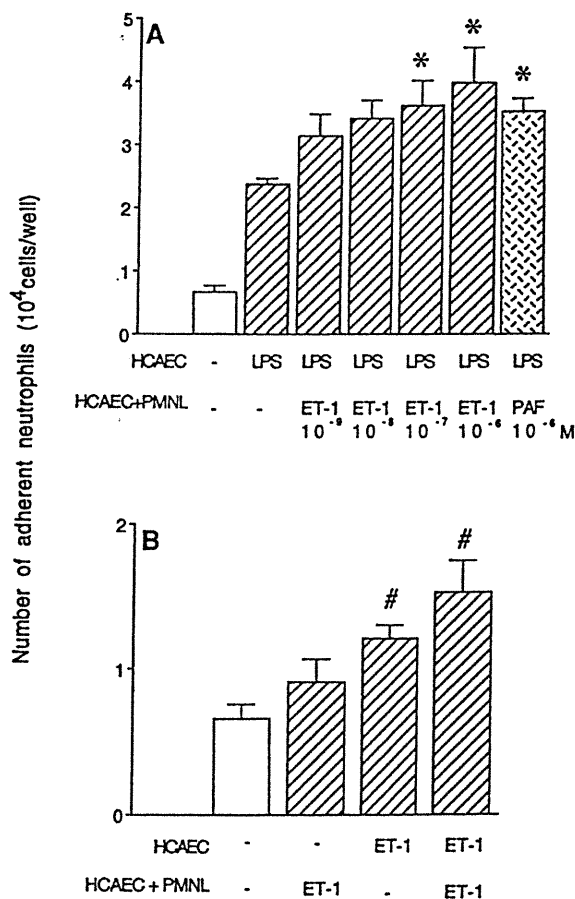 Number of adherent neutrophils (10⁴cells/well)
A
5
4
3
2
.1
0
* * *
HCAEC - LPS LPS LPS LPS LPS LPS
HCAEC+PMNL - - ET-1 ET-1 ET-1 ET-1 PAF
10⁻⁹ 10⁻⁸ 10⁻⁷ 10⁻⁶ 10⁻⁶ M
B
2
1
0
# #
HCAEC - - ET-1 ET-1
HCAEC + PMNL - ET-1 - ET-1